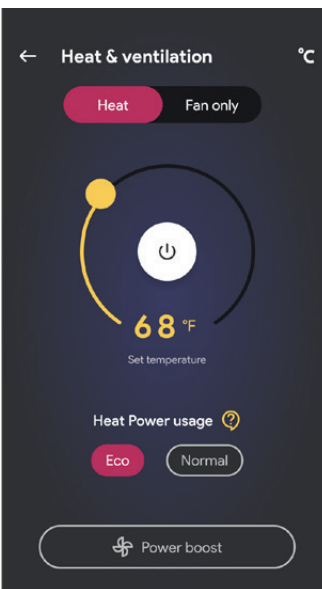 ← Heat & ventilation °C
Heat Fan only
68 °F
Set temperature
Heat Power usage
Eco Normal
Power boost